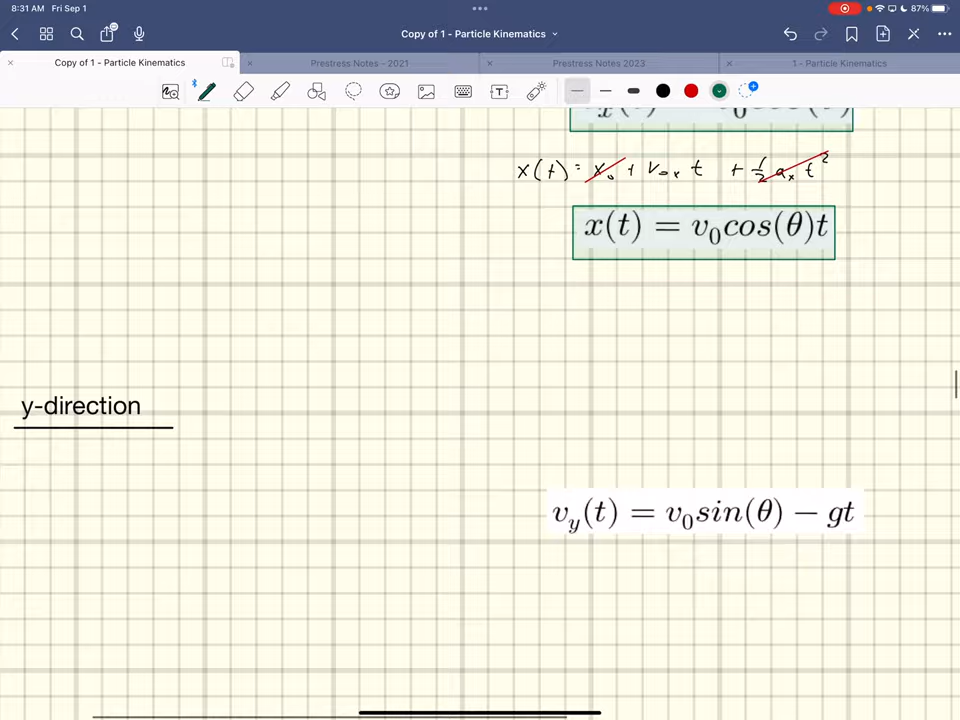 8:31 AM Fri Sep 1
87%
Copy of 1 - Particle Kinematics
Copy of 1 - Particle Kinematics
Prestress Notes - 2021
Prestress Notes 2023
1 - Particle Kinematics
x(t) = x₀ + v₀ₓ t + ½ aₓ t²
x(t) = v₀cos(θ)t
y-direction
v_y(t) = v₀sin(θ) − gt